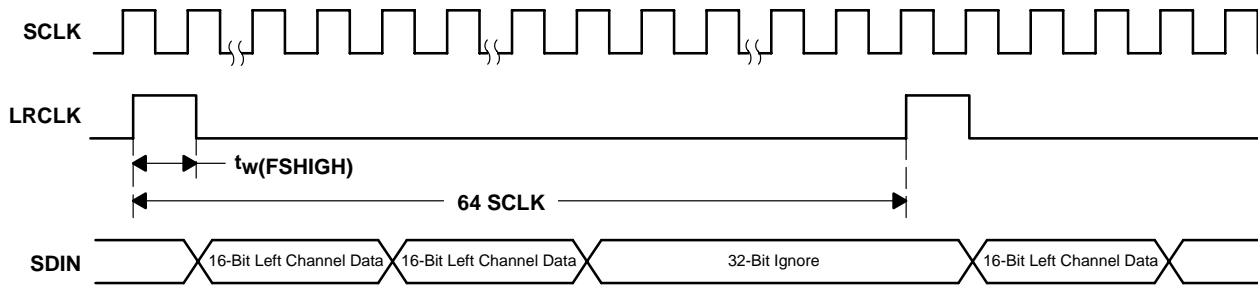 SCLK
LRCLK
tw(FSHIGH)
64 SCLK
SDIN
16-Bit Left Channel Data
16-Bit Left Channel Data
32-Bit Ignore
16-Bit Left Channel Data